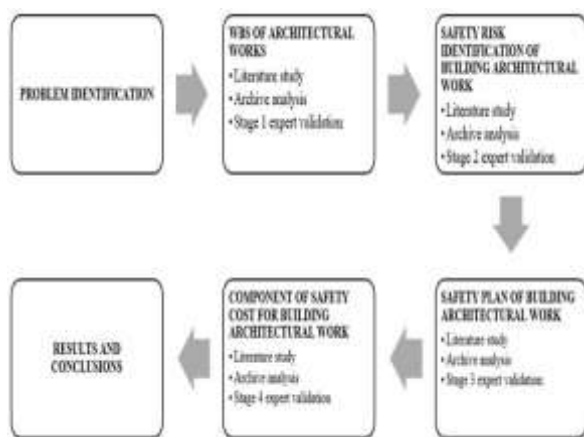 PROBLEM IDENTIFICATION
WBS OF ARCHITECTURAL
WORKS
• Literature study
• Archive analysis
• Stage 1 expert validation
SAFETY RISK
IDENTIFICATION OF
BUILDING ARCHITECTURAL
WORK
• Literature study
• Archive analysis
• Stage 2 expert validation
SAFETY PLAN OF BUILDING
ARCHITECTURAL WORK
• Literature study
• Archive analysis
• Stage 3 expert validation
COMPONENT OF SAFETY
COST FOR BUILDING
ARCHITECTURAL WORK
• Literature study
• Archive analysis
• Stage 4 expert validation
RESULTS AND
CONCLUSIONS